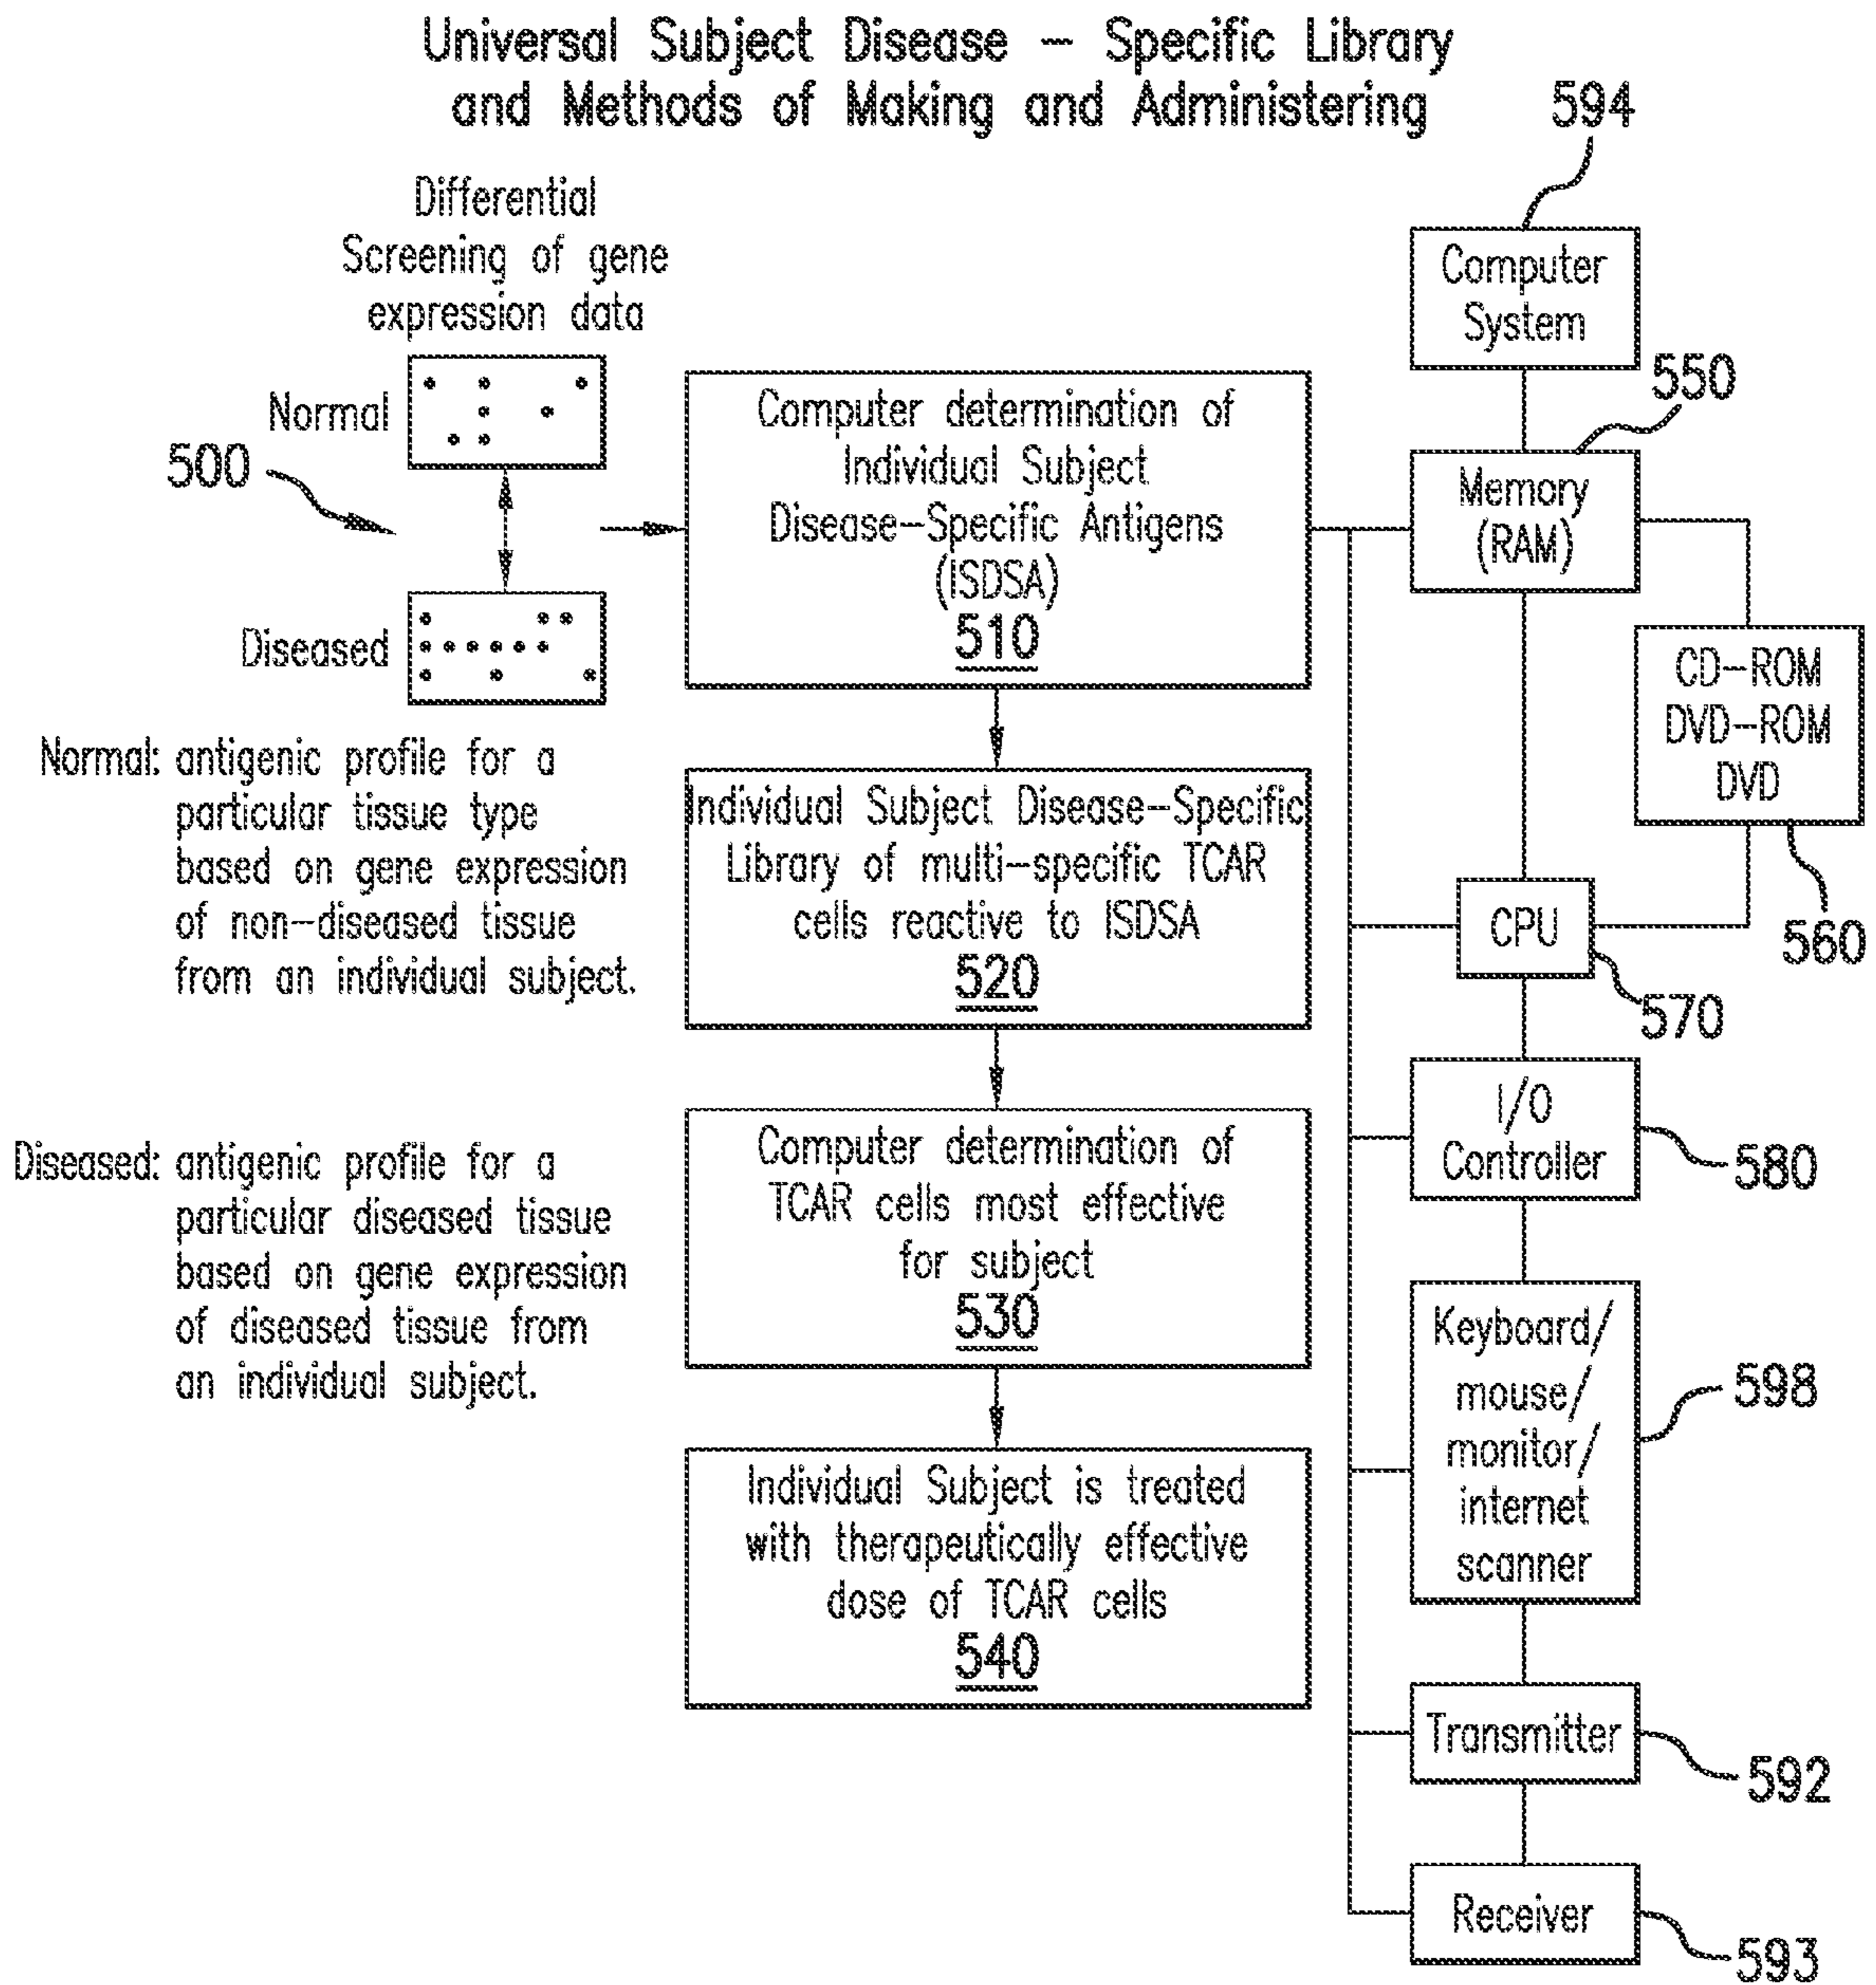 Universal Subject Disease – Specific Library
and Methods of Making and Administering
Differential
Screening of gene
expression data
Normal
500
Diseased
Normal: antigenic profile for a
particular tissue type
based on gene expression
of non–diseased tissue
from an individual subject.
Diseased: antigenic profile for a
particular diseased tissue
based on gene expression
of diseased tissue from
an individual subject.
Computer determination of
Individual Subject
Disease–Specific Antigens
(ISDSA)
510
Individual Subject Disease–Specific
Library of multi–specific TCAR
cells reactive to ISDSA
520
Computer determination of
TCAR cells most effective
for subject
530
Individual Subject is treated
with therapeutically effective
dose of TCAR cells
540
594
Computer
System
550
Memory
(RAM)
CD–ROM
DVD–ROM
DVD
560
CPU
570
I/O
Controller
580
Keyboard/
mouse/
monitor/
internet
scanner
598
Transmitter
592
Receiver
593